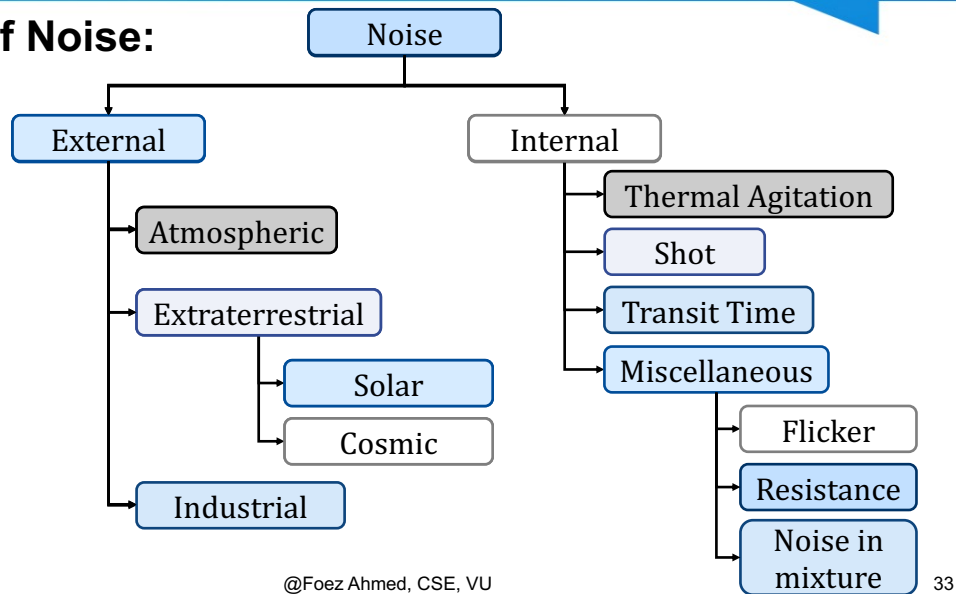 f Noise:
Noise
External
Internal
Atmospheric
Extraterrestrial
Solar
Cosmic
Industrial
Thermal Agitation
Shot
Transit Time
Miscellaneous
Flicker
Resistance
Noise in
mixture
@Foez Ahmed, CSE, VU
33